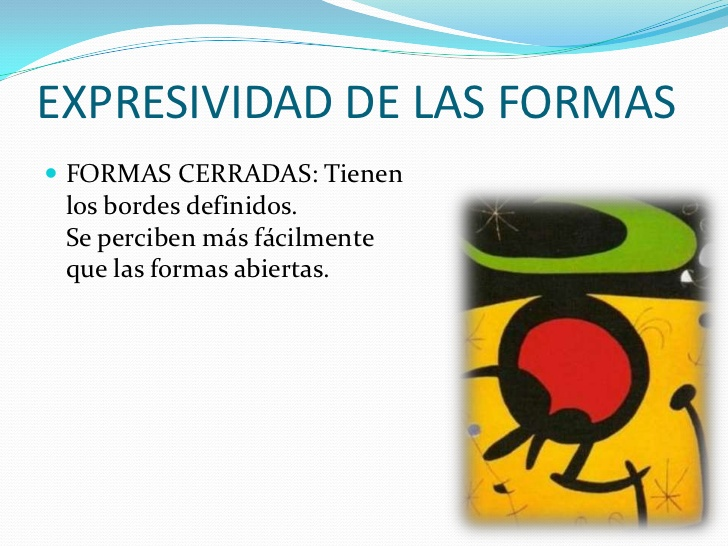 EXPRESIVIDAD DE LAS FORMAS
FORMAS CERRADAS: Tienen
los bordes definidos.
Se perciben más fácilmente
que las formas abiertas.